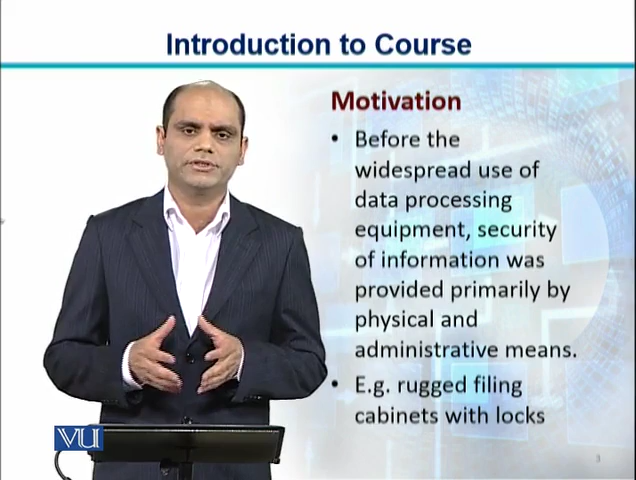 Introduction to Course
Motivation
• Before the
widespread use of
data processing
equipment, security
of information was
provided primarily by
physical and
administrative means.
• E.g. rugged filing
cabinets with locks
VU
3